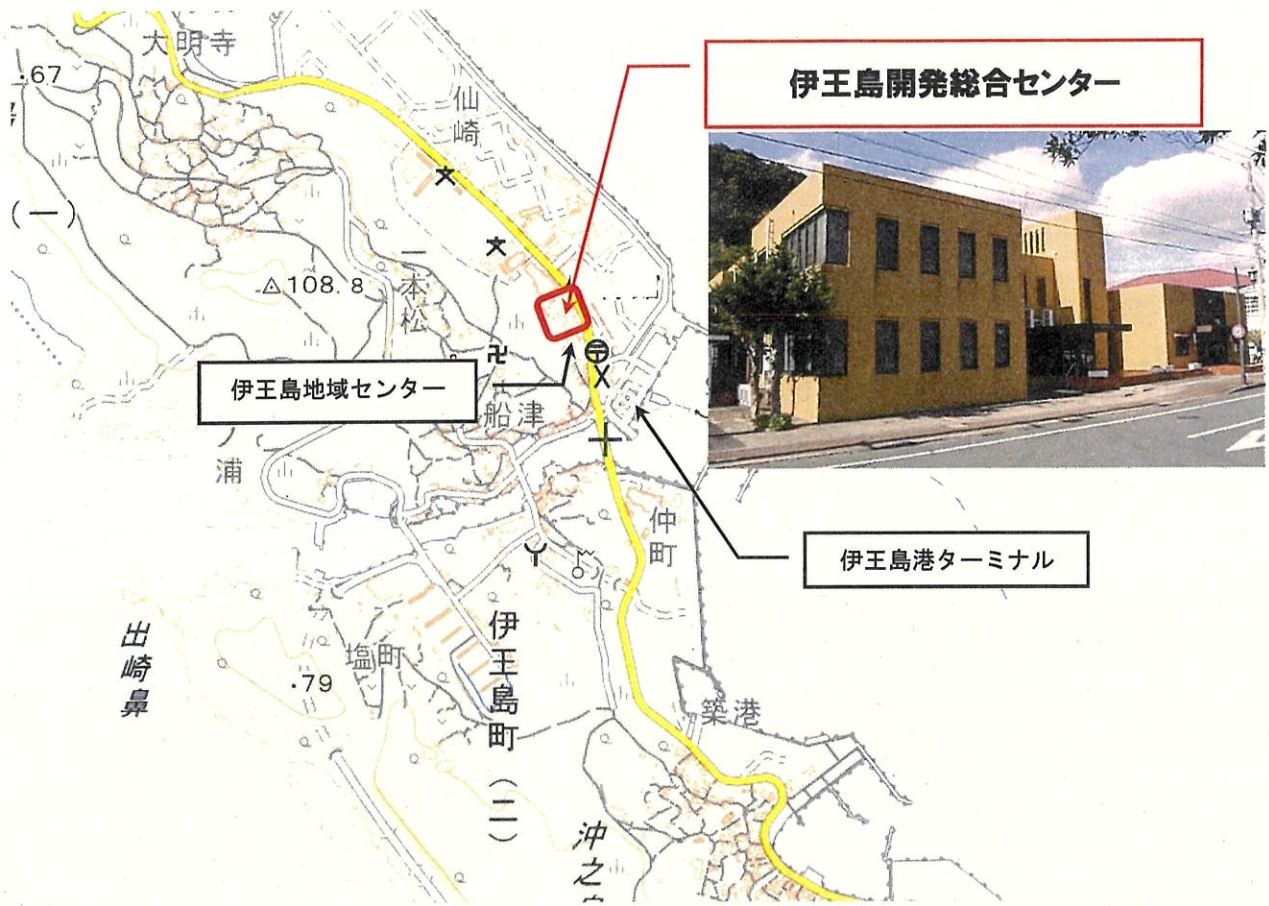 大明寺
.67
仙崎
伊王島開発総合センター
(一)
一本松
△108.8
伊王島地域センター
船津
浦
仲町
伊王島港ターミナル
出崎鼻
塩町
.79
伊王島町(二)
築港
沖之